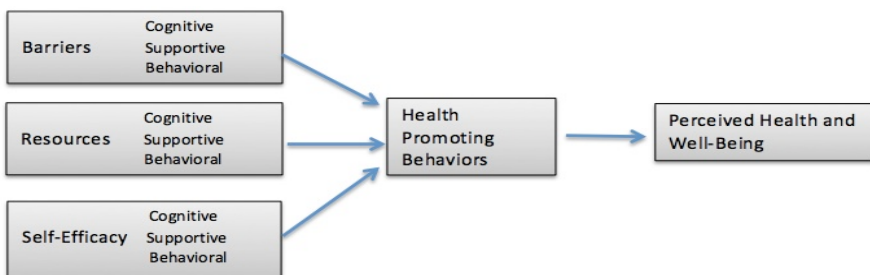 Barriers
Cognitive
Supportive
Behavioral
Resources
Cognitive
Supportive
Behavioral
Self-Efficacy
Cognitive
Supportive
Behavioral
Health
Promoting
Behaviors
Perceived Health and
Well-Being